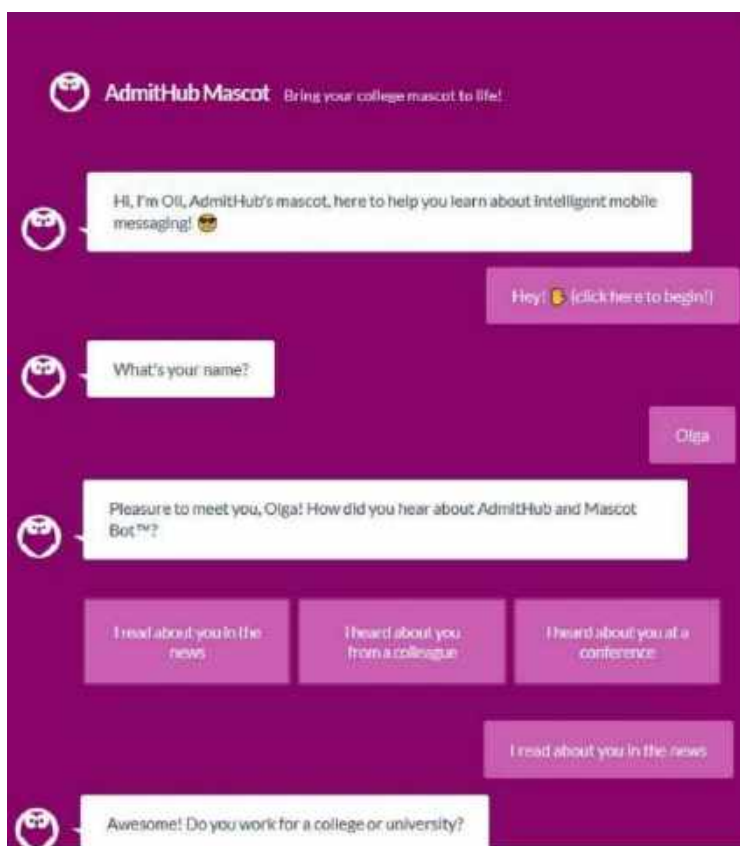 AdmitHub Mascot Bring your college mascot to life!
Hi, I'm Oli, AdmitHub's mascot, here to help you learn about intelligent mobile
messaging! 😎
Hey! 🖐 (click here to begin!)
What's your name?
Olga
Pleasure to meet you, Olga! How did you hear about AdmitHub and Mascot
Bot™?
I read about you in the
news
I heard about you
from a colleague
I heard about you at a
conference
I read about you in the news
Awesome! Do you work for a college or university?